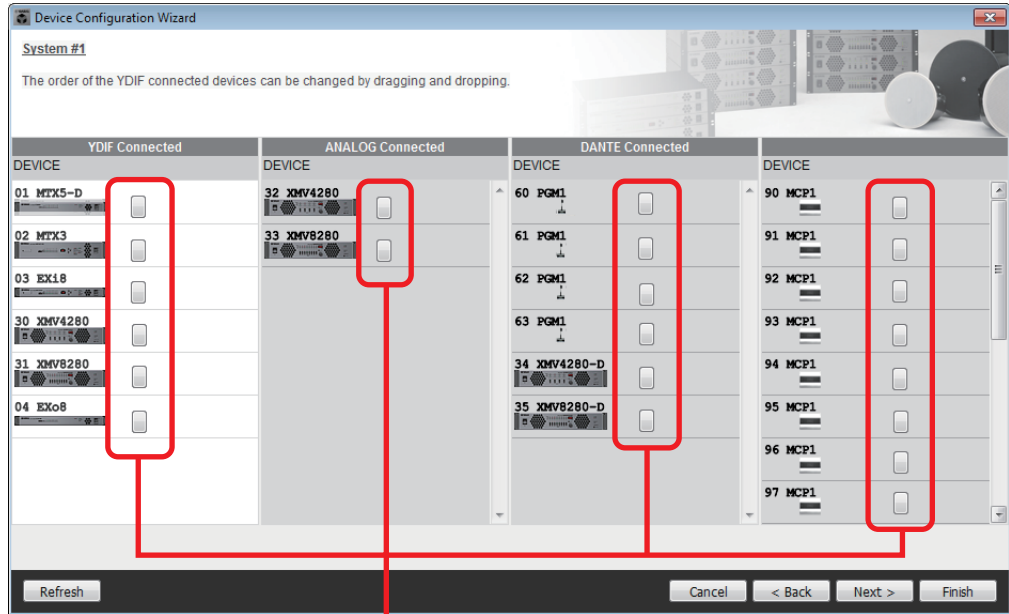 Device Configuration Wizard
System #1
The order of the YDIF connected devices can be changed by dragging and dropping.
YDIF Connected
ANALOG Connected
DANTE Connected
DEVICE
DEVICE
DEVICE
DEVICE
01 MTX5-D
02 MTX3
03 EXi8
30 XMV4280
31 XMV8280
04 EXo8
32 XMV4280
33 XMV8280
60 PGM1
61 PGM1
62 PGM1
63 PGM1
34 XMV4280-D
35 XMV8280-D
90 MCP1
91 MCP1
92 MCP1
93 MCP1
94 MCP1
95 MCP1
96 MCP1
97 MCP1
Refresh
Cancel
< Back
Next >
Finish